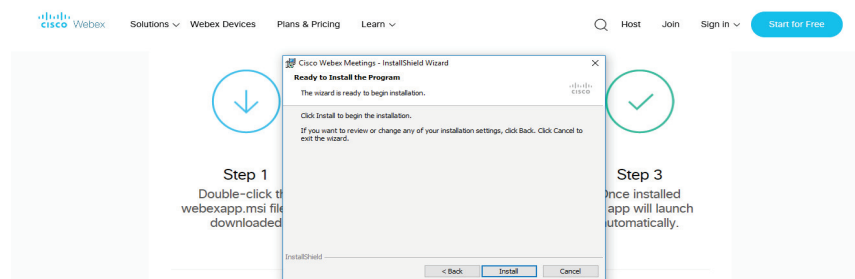 CISCO Webex Solutions Webex Devices Plans & Pricing Learn Host Join Sign in Start for Free
Cisco Webex Meetings - InstallShield Wizard
Ready to Install the Program
The wizard is ready to begin installation.
CISCO
Click Install to begin the installation.
If you want to review or change any of your installation settings, click Back. Click Cancel to
exit the wizard.
InstallShield
< Back Install Cancel
Step 1
Double-click
webexapp.msi file
downloaded
Step 3
Once installed
app will launch
automatically.